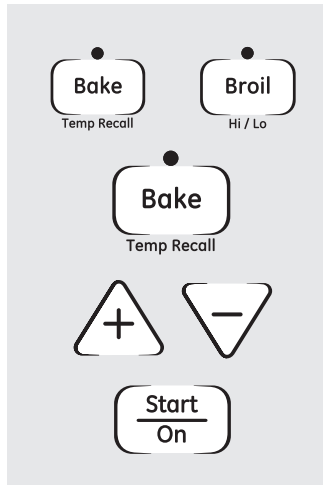 Bake
Broil
Temp Recall
Hi / Lo
Bake
Temp Recall
+
−
Start
On